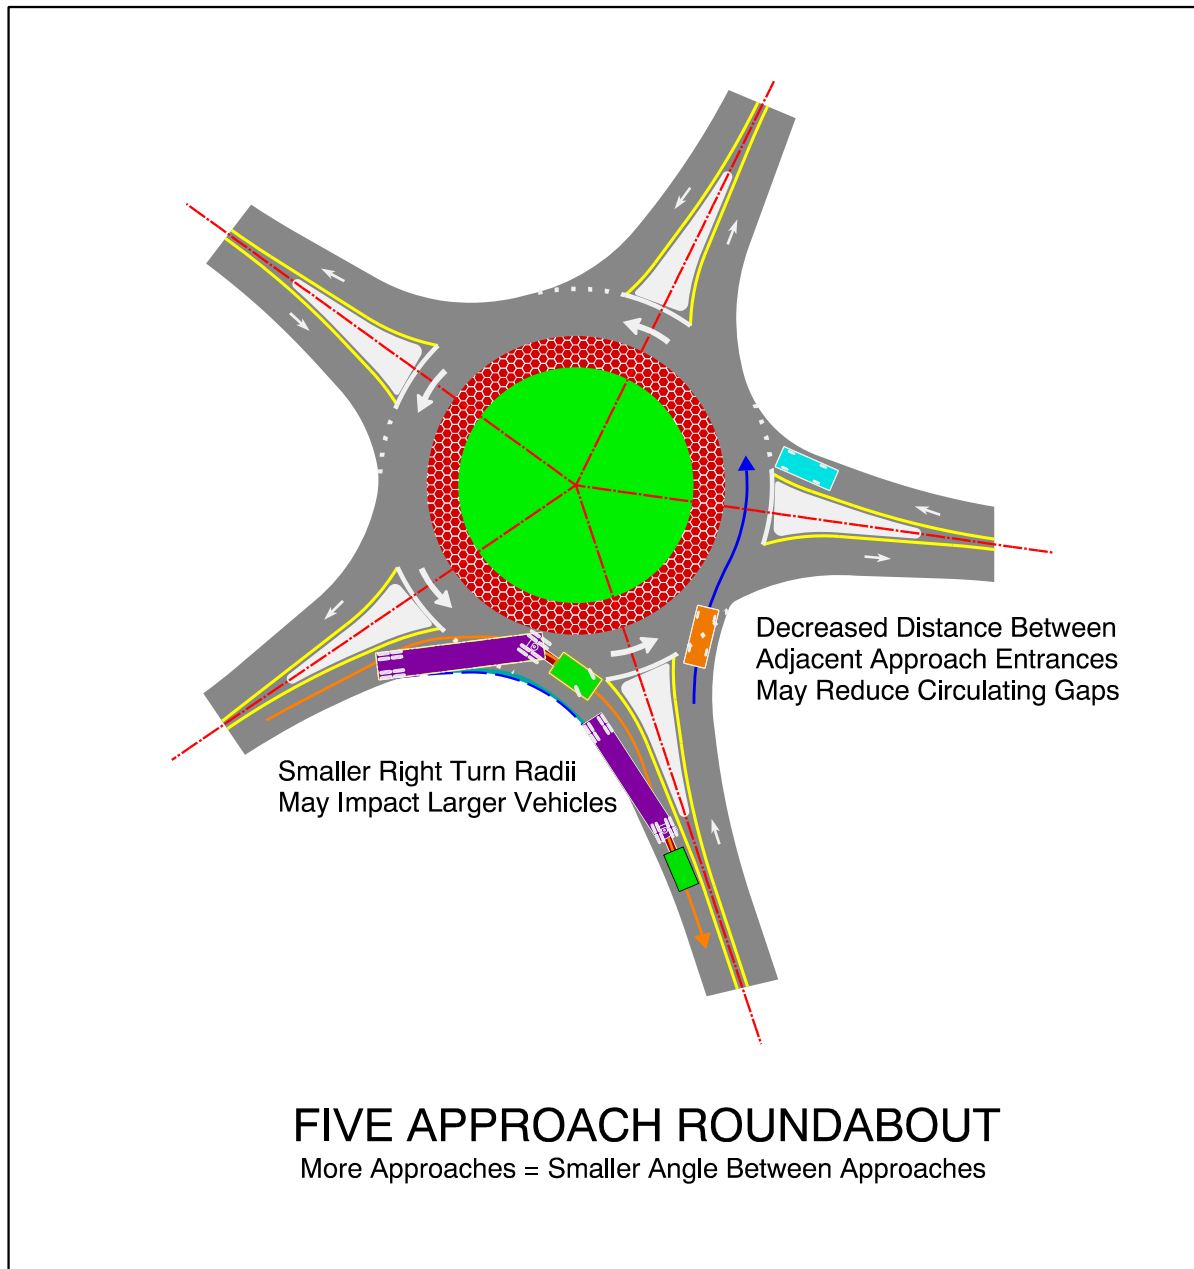 Decreased Distance Between
Adjacent Approach Entrances
May Reduce Circulating Gaps
Smaller Right Turn Radii
May Impact Larger Vehicles
FIVE APPROACH ROUNDABOUT
More Approaches = Smaller Angle Between Approaches